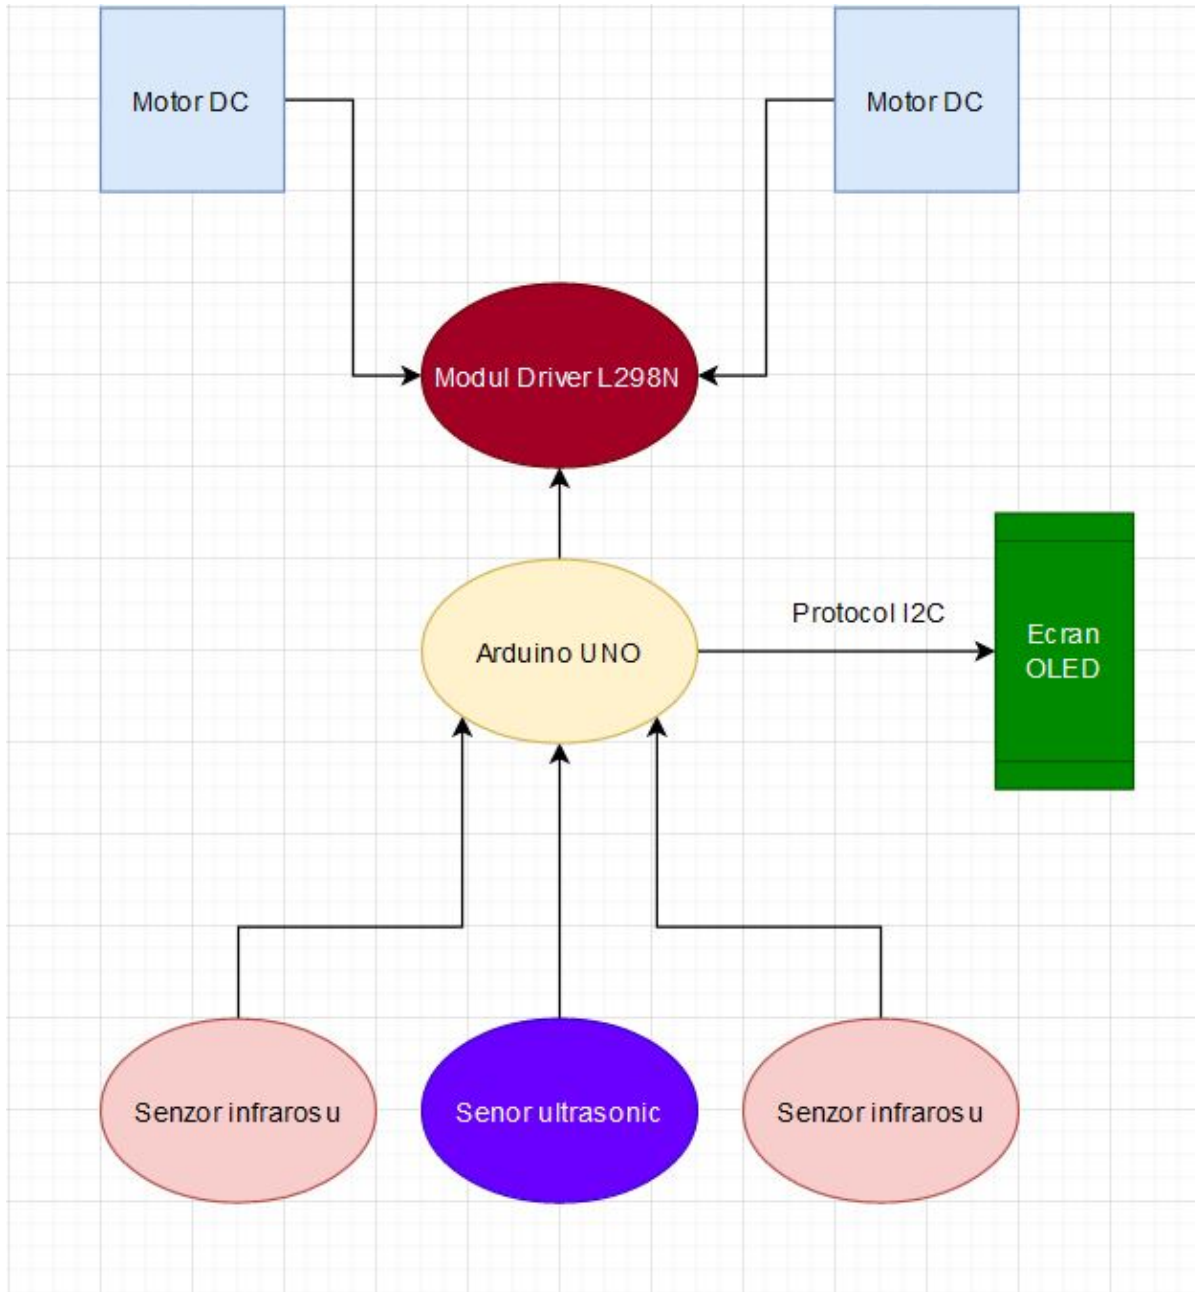 Motor DC
Motor DC
Modul Driver L298N
Protocol I2C
Ecran
OLED
Arduino UNO
Senzor infrarosu
Senor ultrasonic
Senzor infrarosu